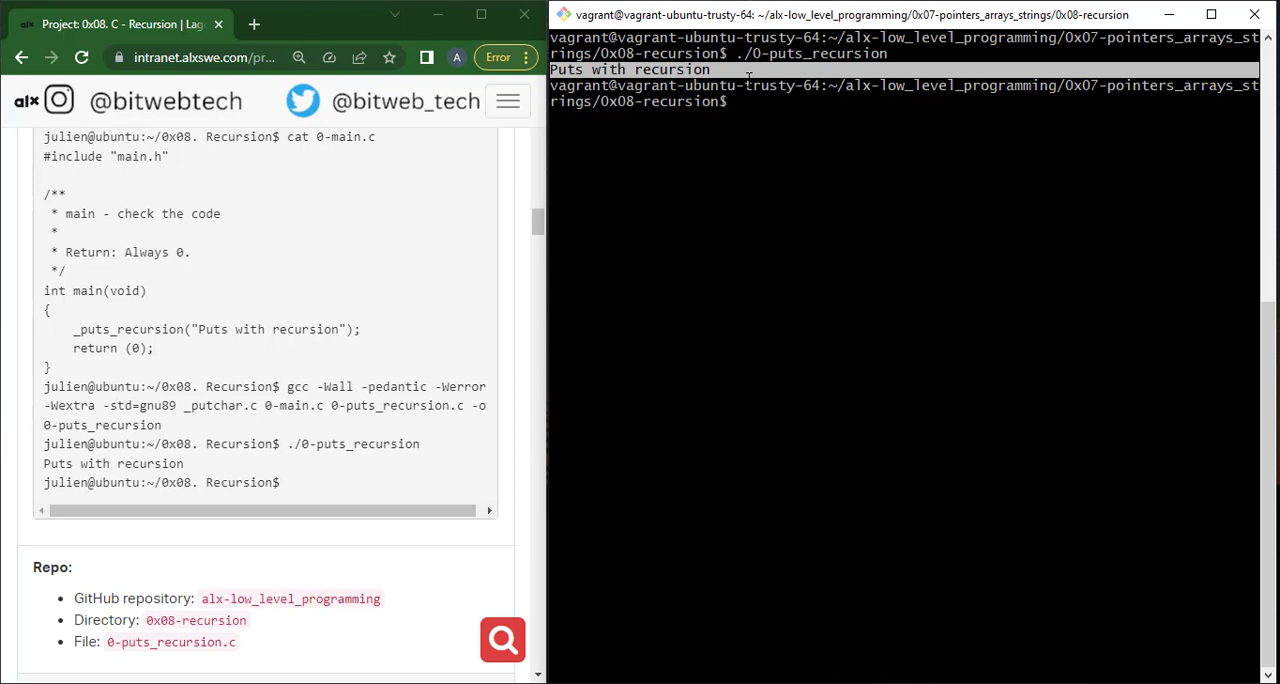 Project: 0x08. C - Recursion | Lag
intranet.alxswe.com/pr...
A
Error
alx
@bitwebtech
@bitweb_tech
julien@ubuntu:~/0x08. Recursion$ cat 0-main.c
#include "main.h"
/**
* main - check the code
*
* Return: Always 0.
*/
int main(void)
{
_puts_recursion("Puts with recursion");
return (0);
}
julien@ubuntu:~/0x08. Recursion$ gcc -Wall -pedantic -Werror
-Wextra -std=gnu89 _putchar.c 0-main.c 0-puts_recursion.c -o
0-puts_recursion
julien@ubuntu:~/0x08. Recursion$ ./0-puts_recursion
Puts with recursion
julien@ubuntu:~/0x08. Recursion$
Repo:
GitHub repository: alx-low_level_programming
Directory: 0x08-recursion
File: 0-puts_recursion.c
vagrant@vagrant-ubuntu-trusty-64: ~/alx-low_level_programming/0x07-pointers_arrays_strings/0x08-recursion
vagrant@vagrant-ubuntu-trusty-64:~/alx-low_level_programming/0x07-pointers_arrays_st
rings/0x08-recursion$ ./0-puts_recursion
Puts with recursion
vagrant@vagrant-ubuntu-trusty-64:~/alx-low_level_programming/0x07-pointers_arrays_st
rings/0x08-recursion$